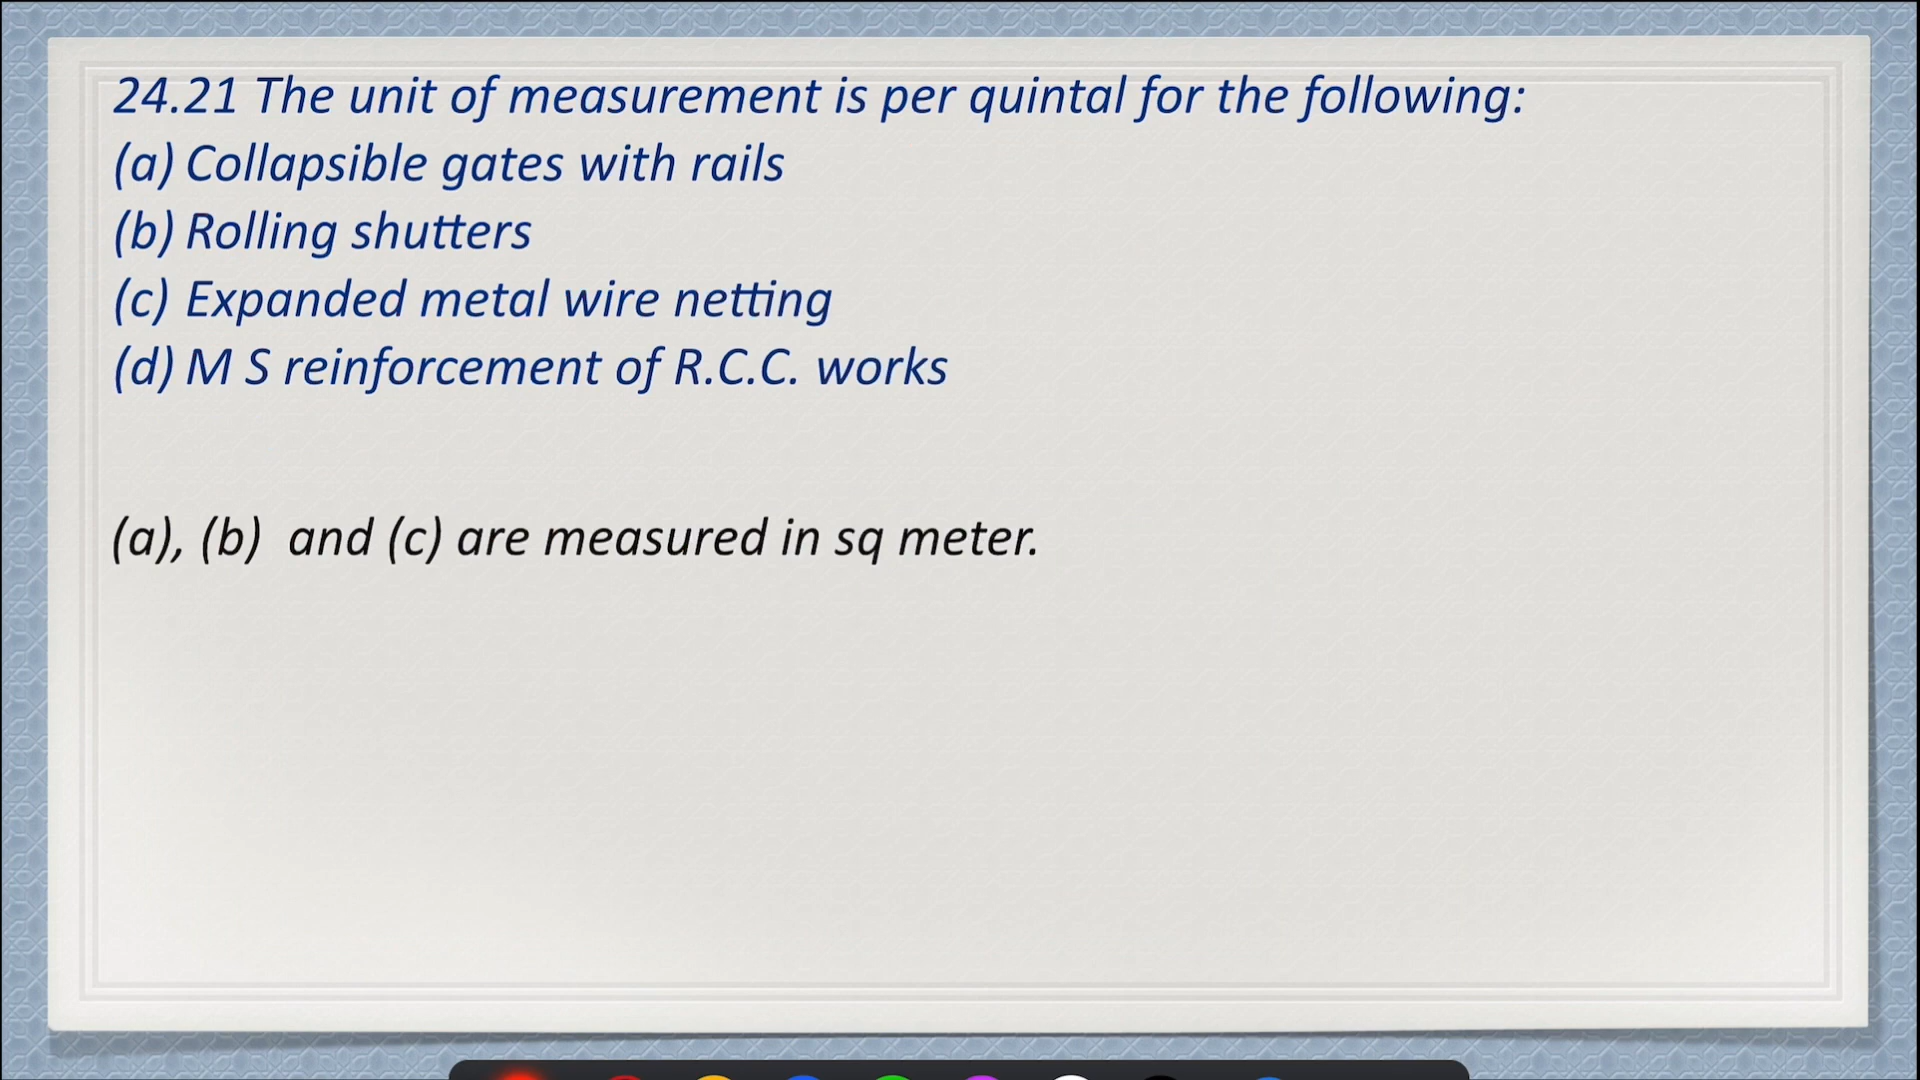 24.21 The unit of measurement is per quintal for the following:
(a) Collapsible gates with rails
(b) Rolling shutters
(c) Expanded metal wire netting
(d) M S reinforcement of R.C.C. works
(a), (b) and (c) are measured in sq meter.